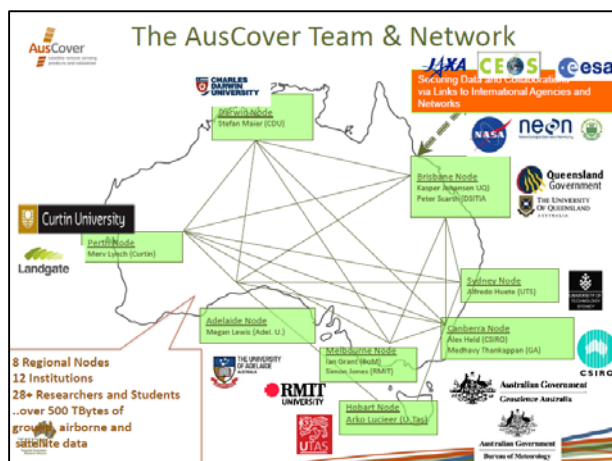 AusCover
The AusCover Team & Network
JAXA
CEOS
esa
Securing Data and Collaborations
via Links to International Agencies and
Networks
CHARLES
DARWIN
UNIVERSITY
Darwin Node
Stefan Maier (CDU)
NASA
neon
Brisbane Node
Kasper Johansen UQ)
Peter Scarth (DSITIA
Queensland
Government
THE UNIVERSITY
OF QUEENSLAND
AUSTRALIA
Curtin University
Landgate
Perth Node
Merv Lynch (Curtin)
Sydney Node
Alfredo Huete (UTS)
UNIVERSITY OF
TECHNOLOGY
SYDNEY
Adelaide Node
Megan Lewis (Adel. U.)
Canberra Node
Alex Held (CSIRO)
Medhavy Thankappan (GA)
CSIRO
Melbourne Node
Ian Grant (BoM)
Simon Jones (RMIT)
THE UNIVERSITY
OF ADELAIDE
AUSTRALIA
RMIT
UNIVERSITY
Hobart Node
Arko Lucieer (U.Tas)
UTAS
Australian Government
Geoscience Australia
Australian Government
Bureau of Meteorology
8 Regional Nodes
12 Institutions
28+ Researchers and Students
..over 500 TBytes of
ground, airborne and
satellite data